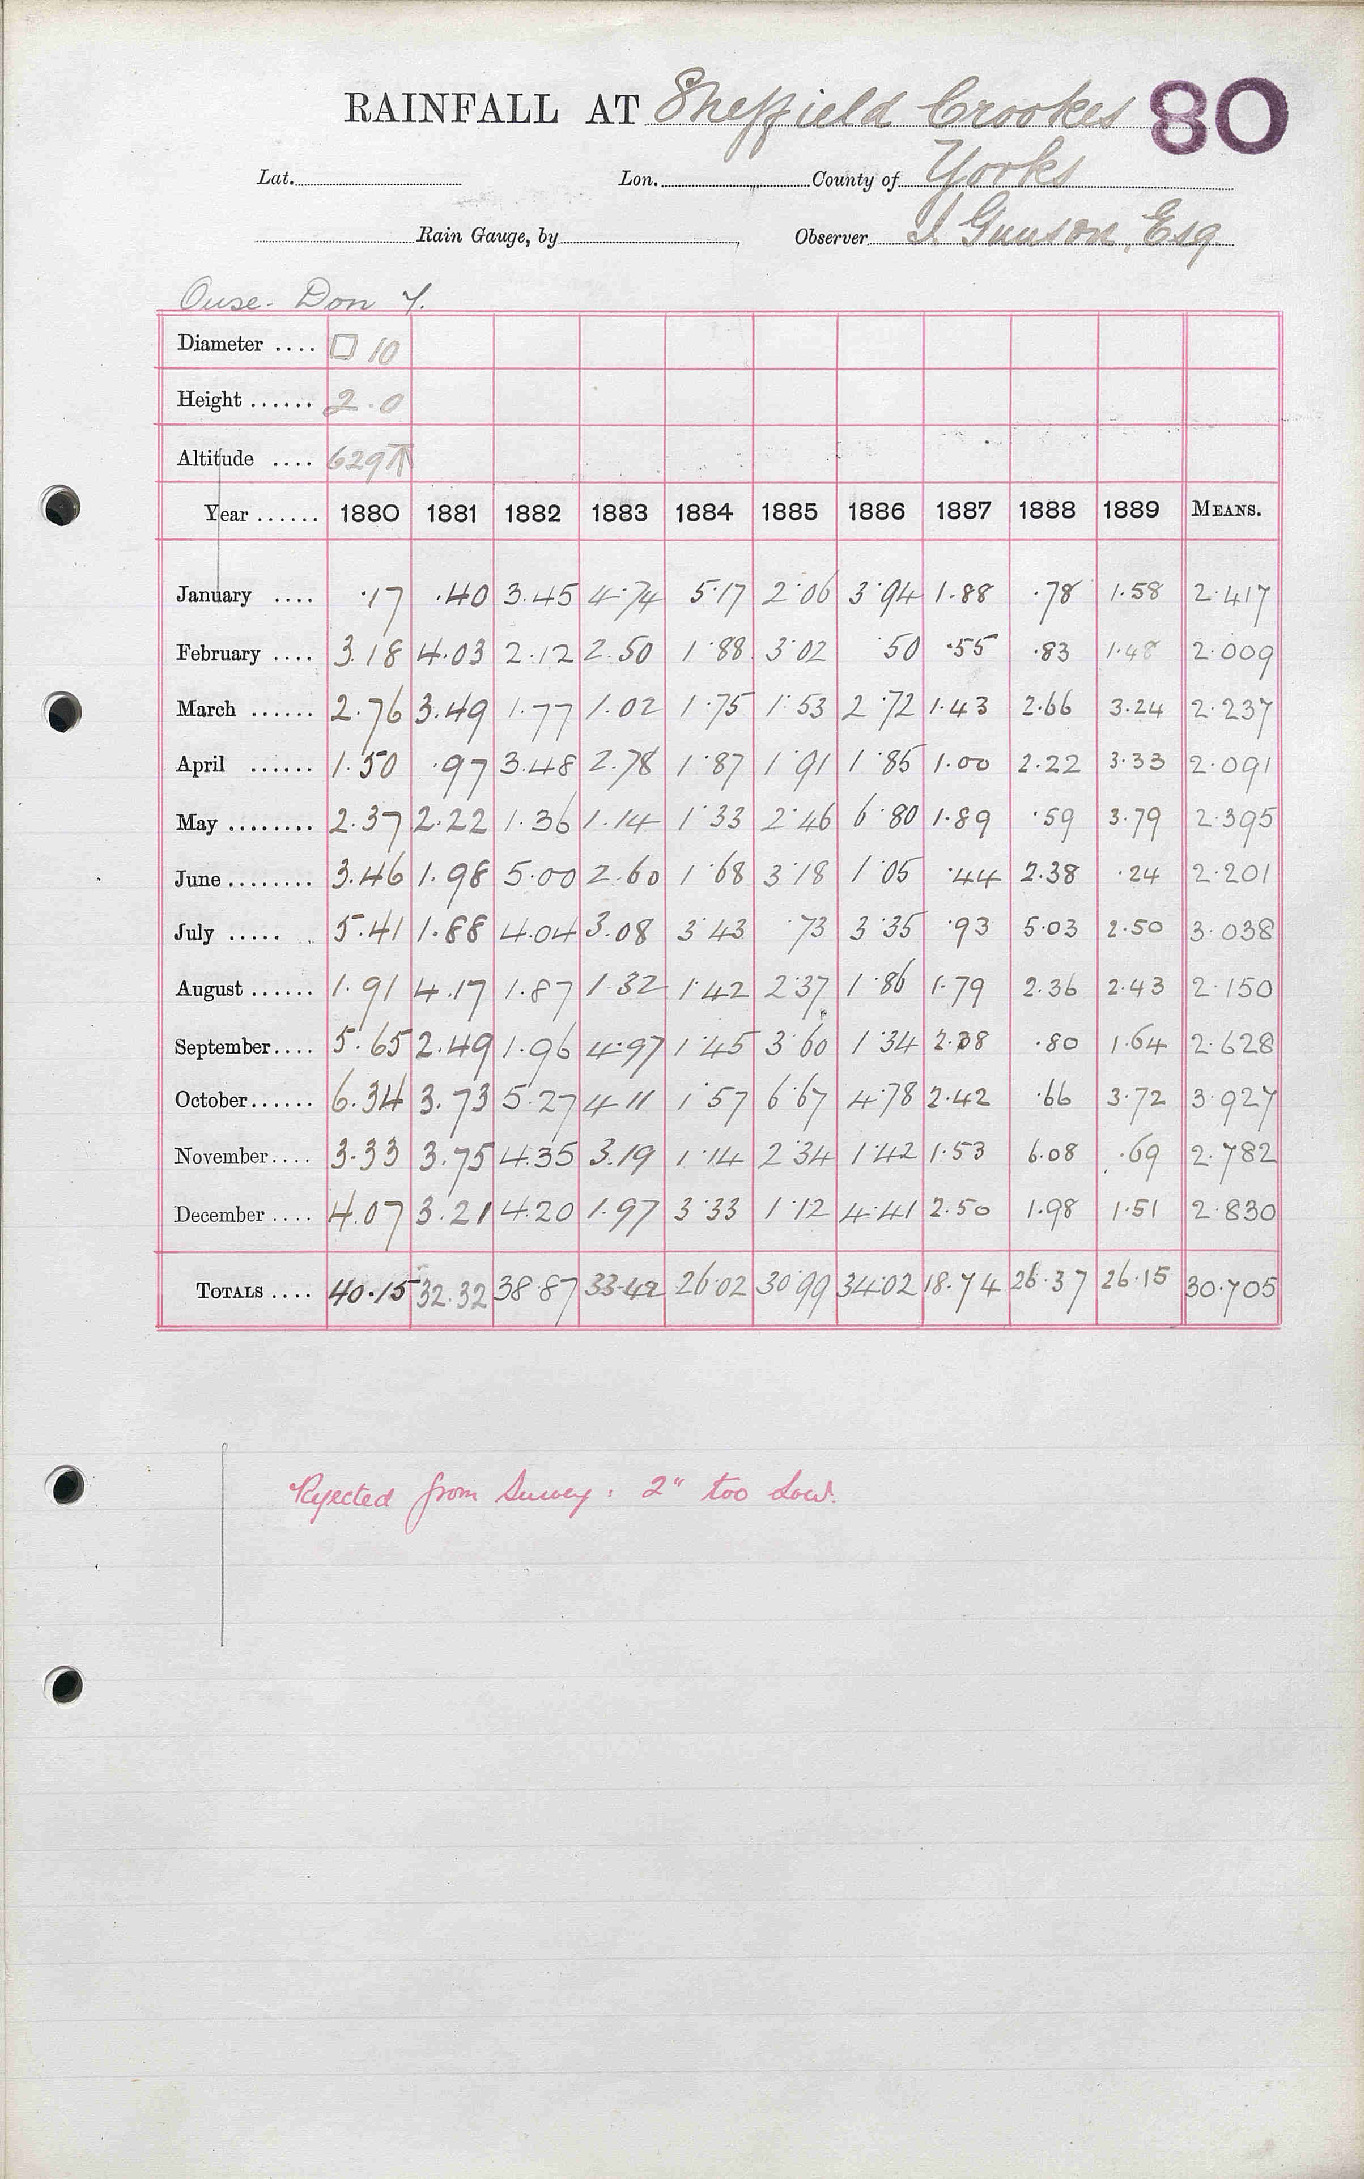 RAINFALL AT Sheffield Crookes 80
Lat. Lon. County of Yorks
Rain Gauge, by Observer J. Gunson, Esq.
Ouse. Don 4.
Diameter .... □ 10
Height ...... 2.0
Altitude .... 629
Year ...... 1880 1881 1882 1883 1884 1885 1886 1887 1888 1889 MEANS.
January .... .17 .40 3.45 4.74 5.17 2.06 3.94 1.88 .78 1.58 2.417
February .... 3.18 4.03 2.12 2.50 1.88 3.02 .50 .55 .83 1.48 2.009
March ...... 2.76 3.49 1.77 1.02 1.75 1.53 2.72 1.43 2.66 3.24 2.237
April ...... 1.50 .97 3.48 2.78 1.87 1.91 1.85 1.00 2.22 3.33 2.091
May ........ 2.37 2.22 1.36 1.14 1.33 2.46 6.80 1.89 .59 3.79 2.395
June ........ 3.46 1.98 5.00 2.60 1.68 3.18 1.05 .44 2.38 .24 2.201
July ..... 5.41 1.88 4.04 3.08 3.43 .73 3.35 .93 5.03 2.50 3.038
August ...... 1.91 4.17 1.87 1.32 1.42 2.37 1.86 1.79 2.36 2.43 2.150
September .... 5.65 2.49 1.96 4.97 1.45 3.60 1.34 2.38 .80 1.64 2.628
October ...... 6.34 3.73 5.27 4.11 1.57 6.67 4.78 2.42 .66 3.72 3.927
November .... 3.33 3.75 4.35 3.19 1.14 2.34 1.42 1.53 6.08 .69 2.782
December .... 4.07 3.21 4.20 1.97 3.33 1.12 4.41 2.50 1.98 1.51 2.830
TOTALS .... 40.15 32.32 38.87 33.42 26.02 30.99 34.02 18.74 26.37 26.15 30.705
Rejected from Survey: 2" too Low.